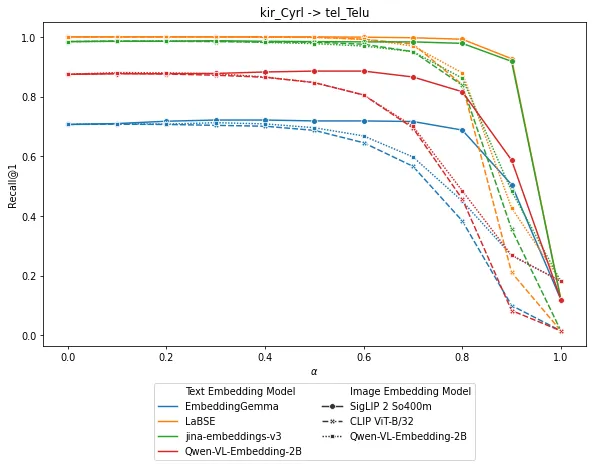 kir_Cyrl -> tel_Telu
Recall@1
1.0
0.8
0.6
0.4
0.2
0.0
0.0 0.2 0.4 0.6 0.8 1.0
α
Text Embedding Model
EmbeddingGemma
LaBSE
jina-embeddings-v3
Qwen-VL-Embedding-2B
Image Embedding Model
SigLIP 2 So400m
CLIP ViT-B/32
Qwen-VL-Embedding-2B